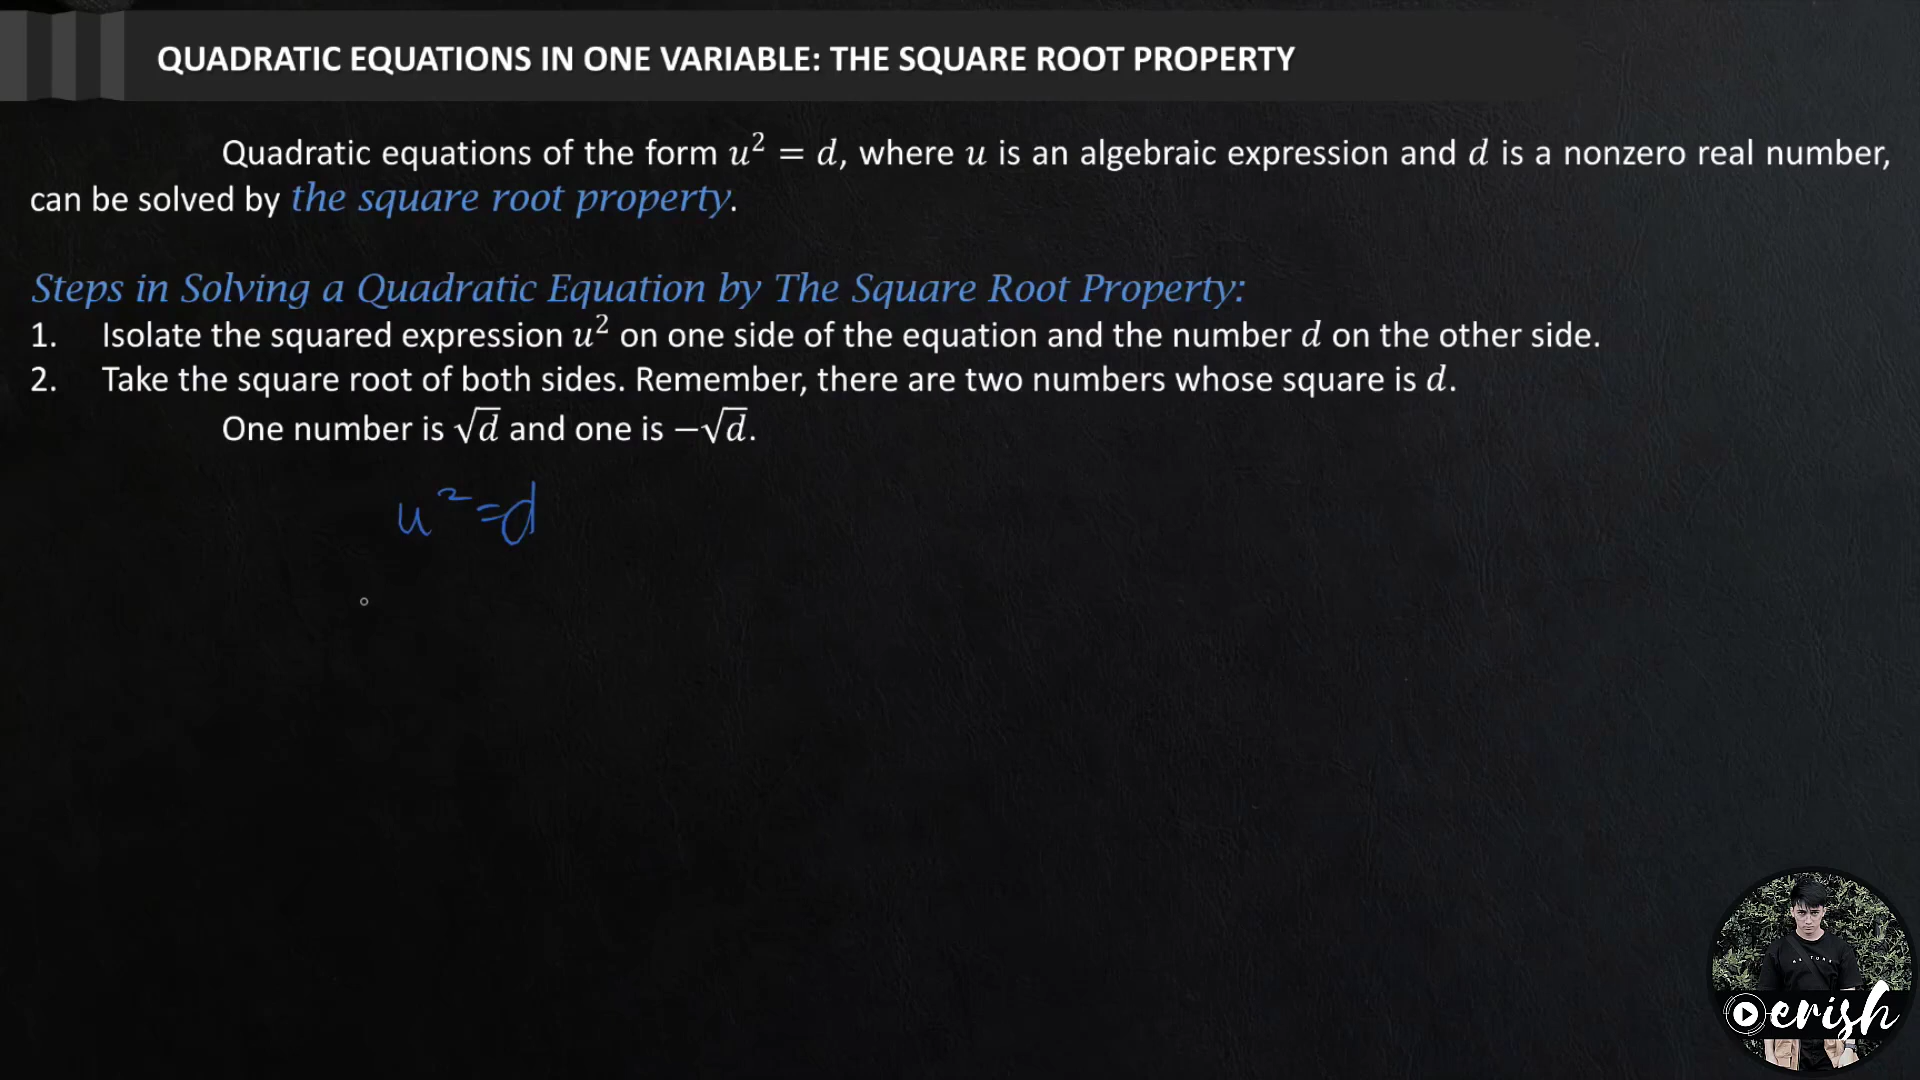 QUADRATIC EQUATIONS IN ONE VARIABLE: THE SQUARE ROOT PROPERTY
Quadratic equations of the form u² = d, where u is an algebraic expression and d is a nonzero real number,
can be solved by the square root property.
Steps in Solving a Quadratic Equation by The Square Root Property:
1. Isolate the squared expression u² on one side of the equation and the number d on the other side.
2. Take the square root of both sides. Remember, there are two numbers whose square is d.
One number is √d and one is −√d.
u²=d
erish